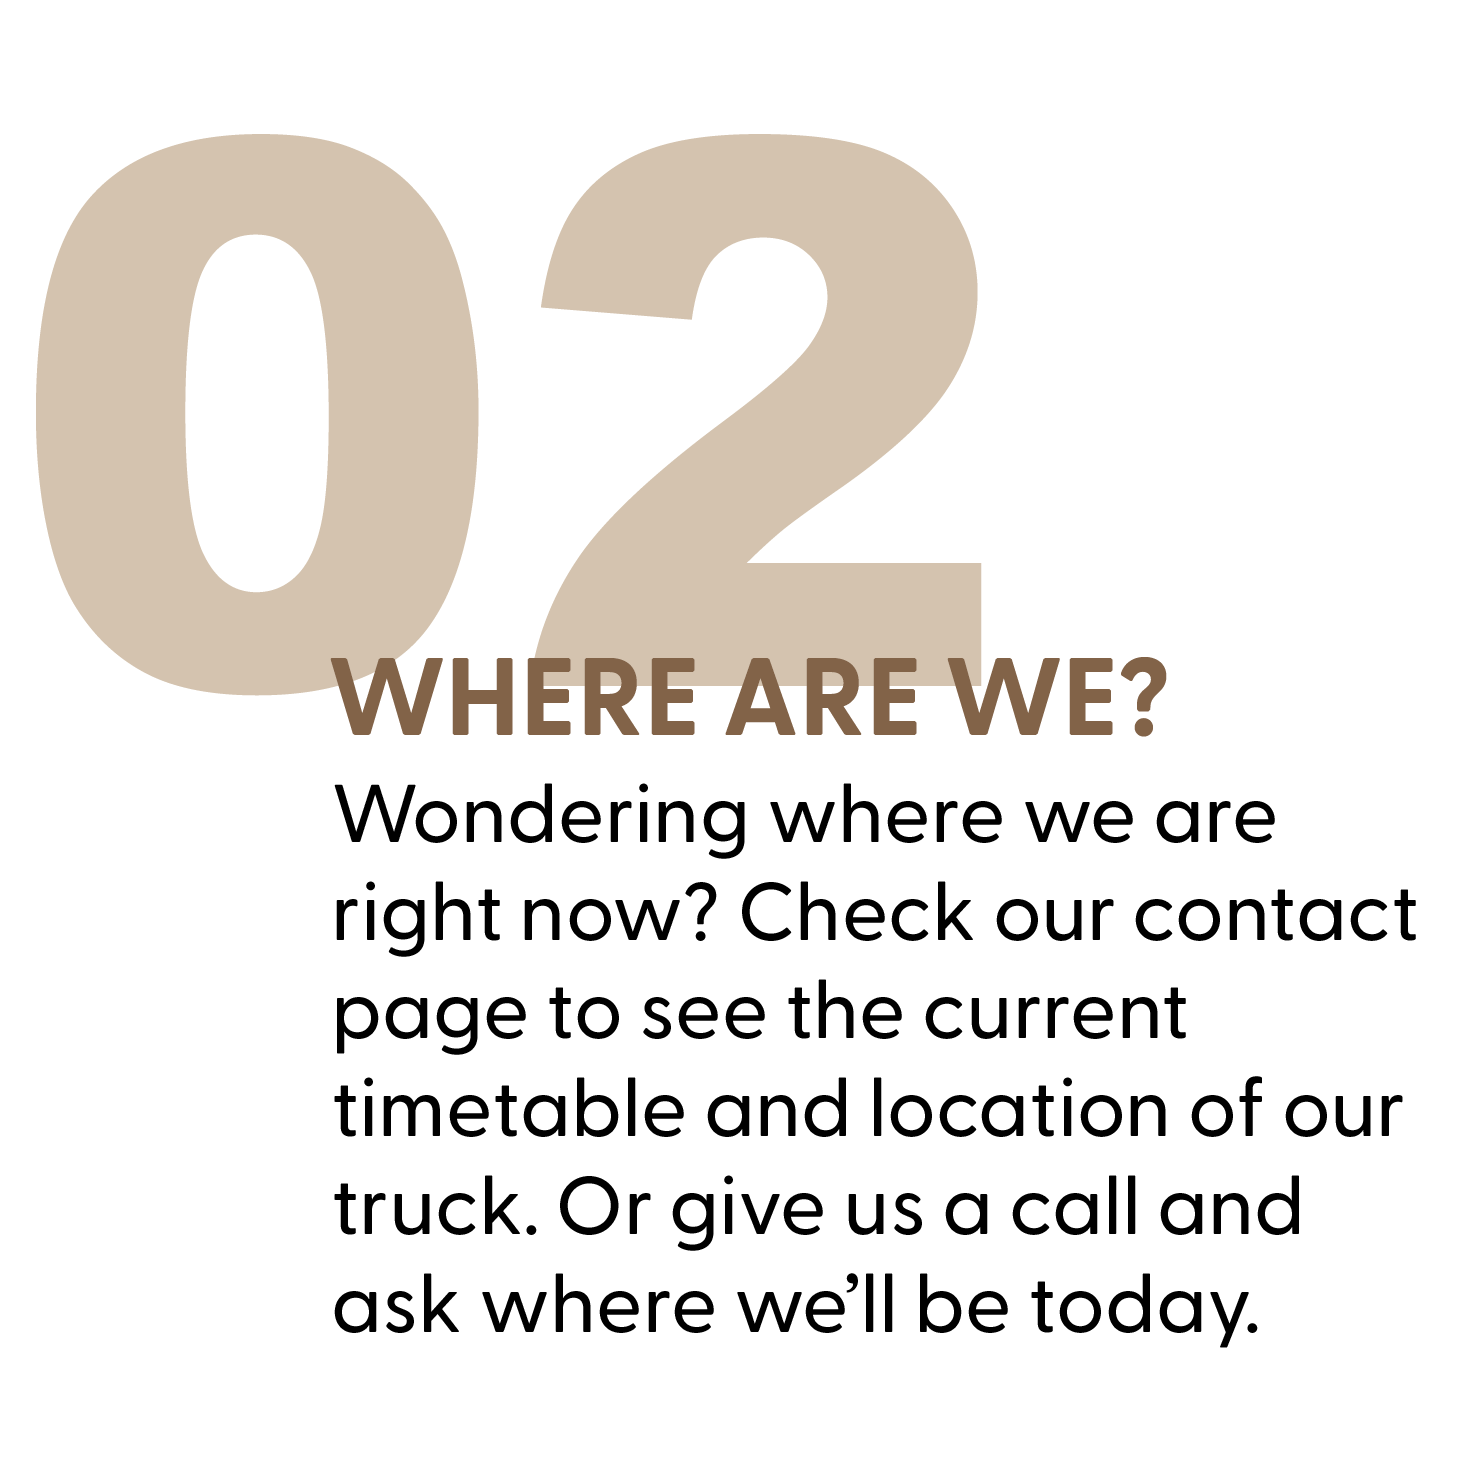 02
WHERE ARE WE?
Wondering where we are
right now? Check our contact
page to see the current
timetable and location of our
truck. Or give us a call and
ask where we’ll be today.